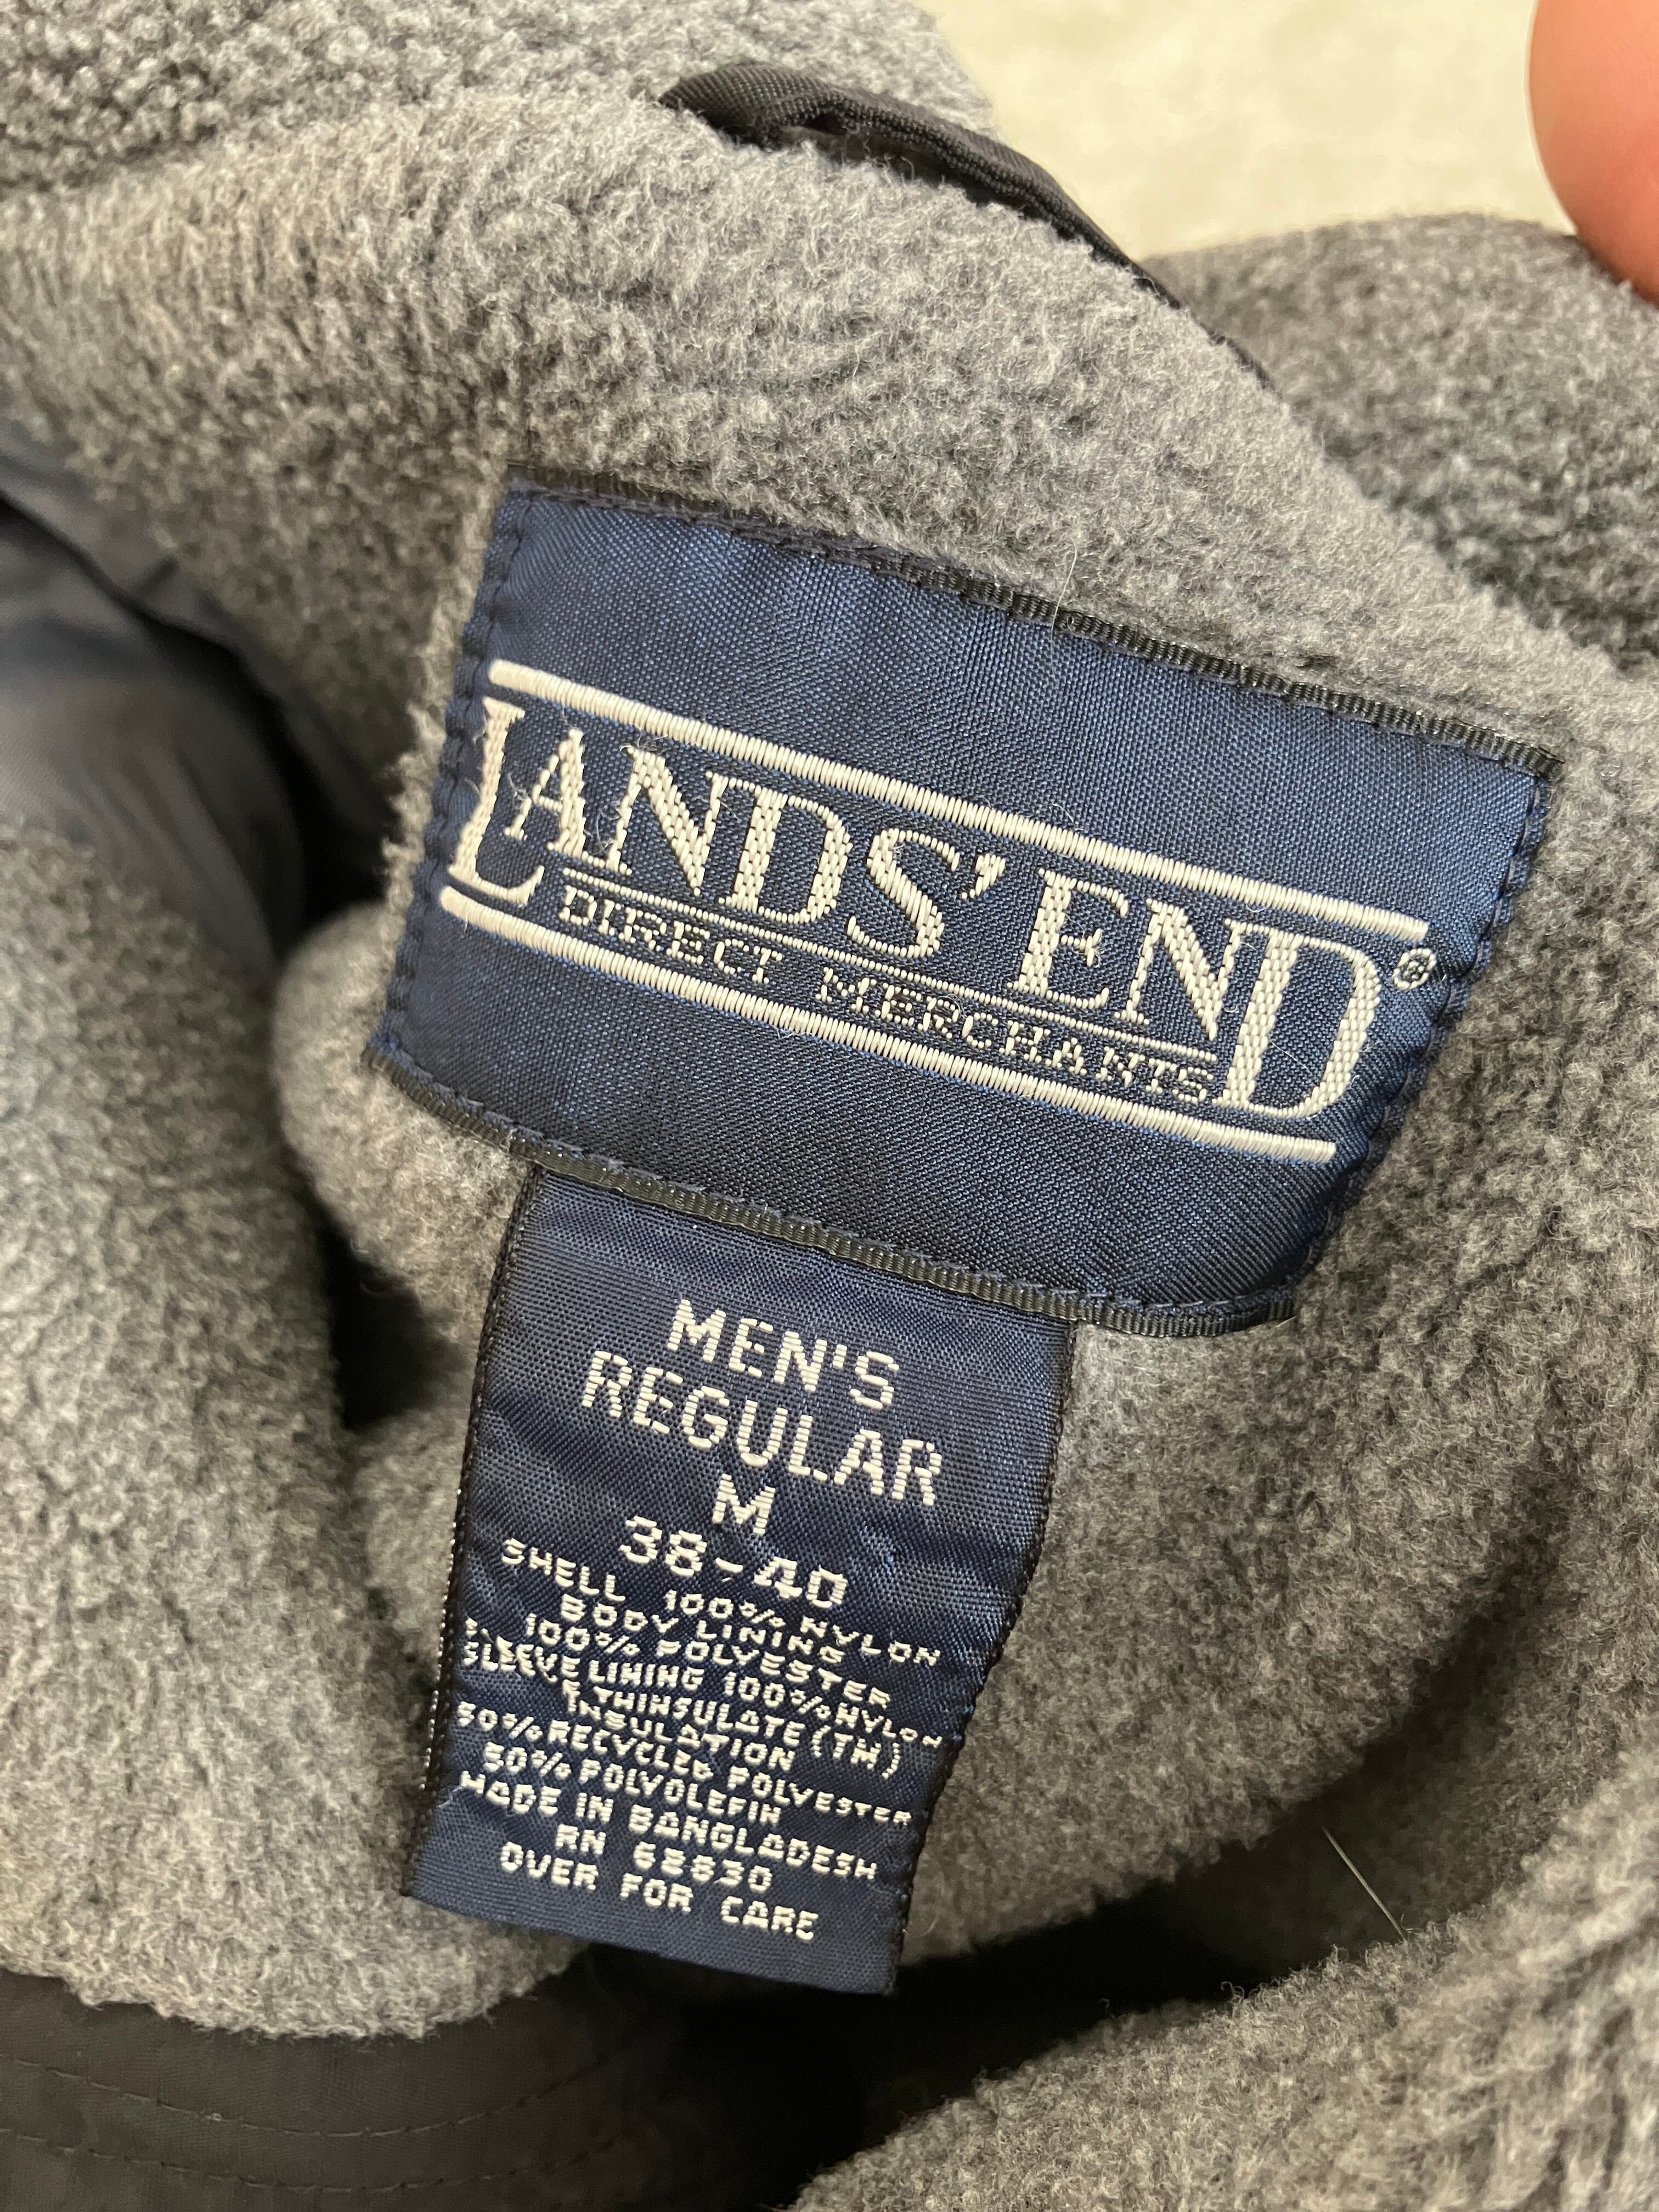 LANDS' END®
DIRECT MERCHANTS
MEN'S
REGULAR
M
38-40
SHELL 100% NYLON
BODY LINING
100% POLYESTER
SLEEVE LINING 100% NYLON
THINSULATE (TM)
INSULATION
50% RECYCLED POLYESTER
50% POLYOLEFIN
MADE IN BANGLADESH
RN
OVER FOR CARE